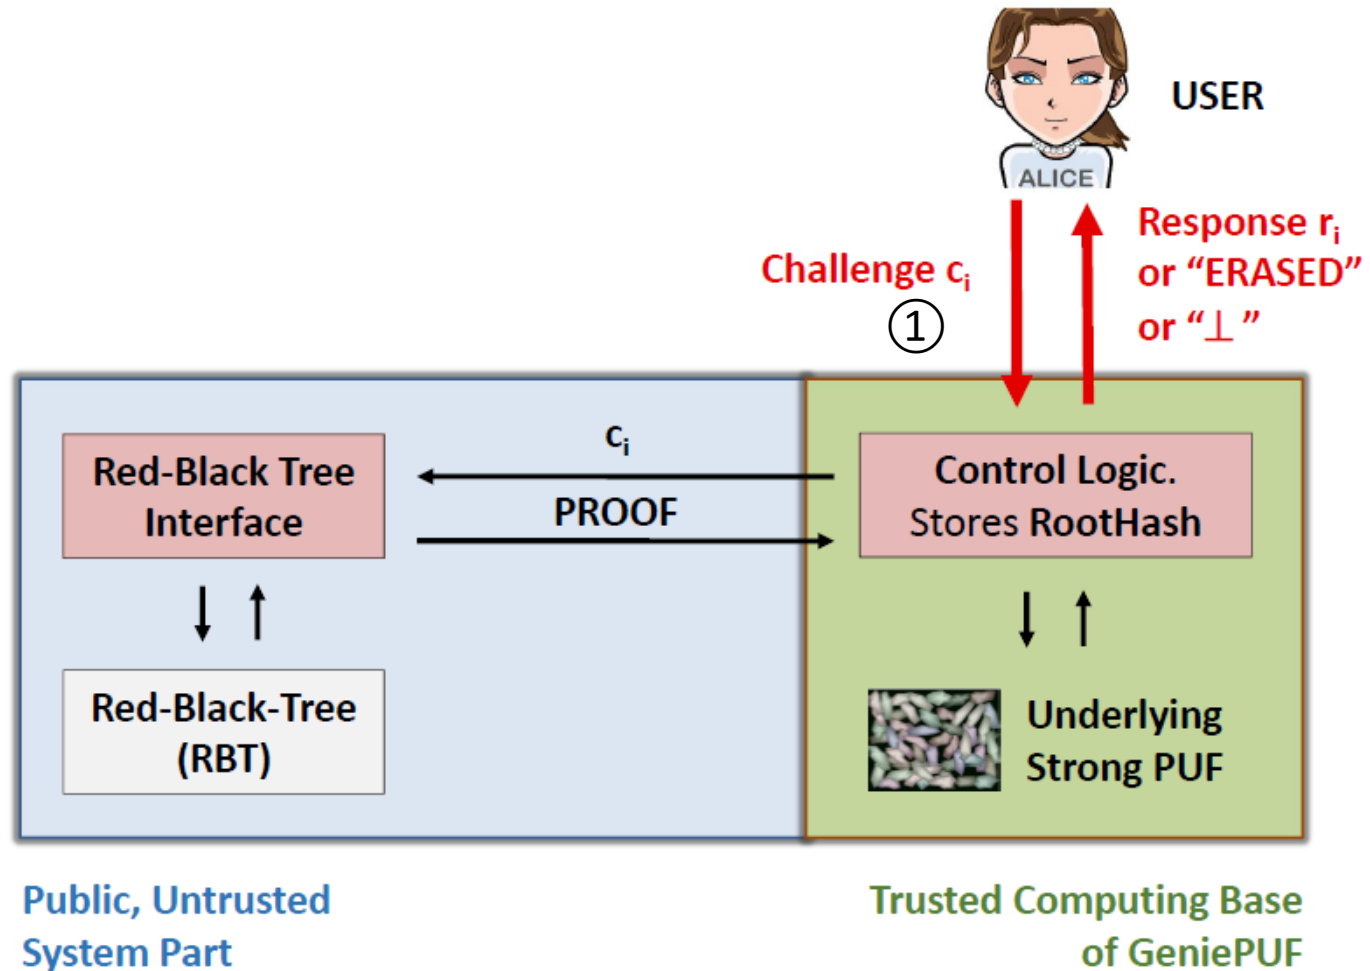 USER
ALICE
Response rᵢ
or “ERASED”
or “⊥”
Challenge cᵢ
①
cᵢ
PROOF
Red-Black Tree
Interface
Control Logic.
Stores RootHash
Red-Black-Tree
(RBT)
Underlying
Strong PUF
Public, Untrusted
System Part
Trusted Computing Base
of GeniePUF